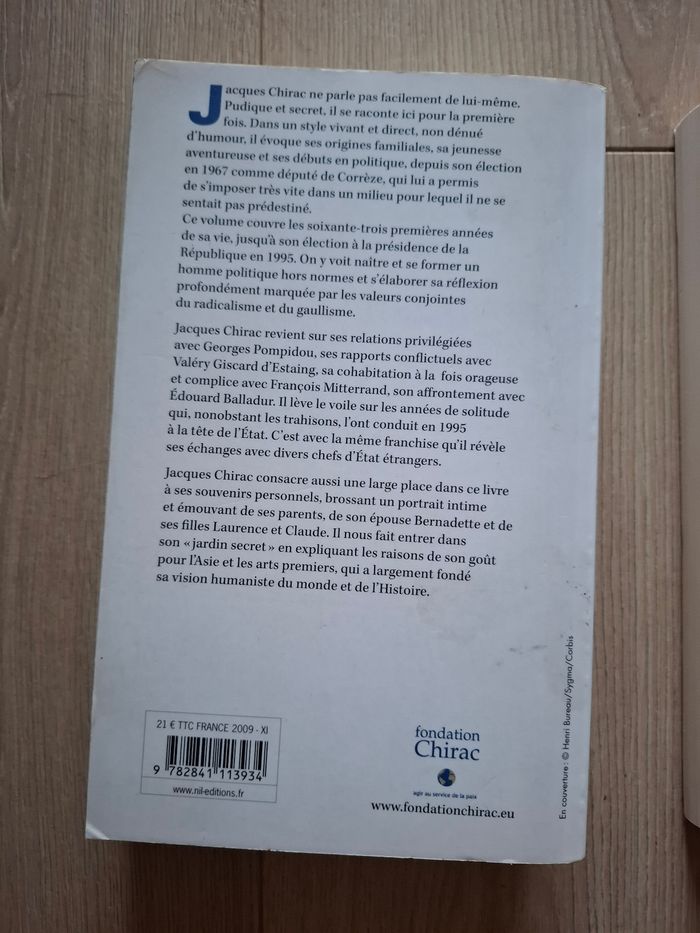 Jacques Chirac ne parle pas facilement de lui-même.
Pudique et secret, il se raconte ici pour la première
fois. Dans un style vivant et direct, non dénué
d'humour, il évoque ses origines familiales, sa jeunesse
aventureuse et ses débuts en politique, depuis son élection
en 1967 comme député de Corrèze, qui lui a permis
de s'imposer très vite dans un milieu pour lequel il ne se
sentait pas prédestiné.
Ce volume couvre les soixante-trois premières années
de sa vie, jusqu'à son élection à la présidence de la
République en 1995. On y voit naître et se former un
homme politique hors normes et s'élaborer sa réflexion
profondément marquée par les valeurs conjointes
du radicalisme et du gaullisme.
Jacques Chirac revient sur ses relations privilégiées
avec Georges Pompidou, ses rapports conflictuels avec
Valéry Giscard d'Estaing, sa cohabitation à la fois orageuse
et complice avec François Mitterrand, son affrontement avec
Édouard Balladur. Il lève le voile sur les années de solitude
qui, nonobstant les trahisons, l'ont conduit en 1995
à la tête de l'État. C'est avec la même franchise qu'il révèle
ses échanges avec divers chefs d'État étrangers.
Jacques Chirac consacre aussi une large place dans ce livre
à ses souvenirs personnels, brossant un portrait intime
et émouvant de ses parents, de son épouse Bernadette et de
ses filles Laurence et Claude. Il nous fait entrer dans
son « jardin secret » en expliquant les raisons de son goût
pour l'Asie et les arts premiers, qui a largement fondé
sa vision humaniste du monde et de l'Histoire.
21 € TTC FRANCE 2009 - XI
9 782841 113934
www.nil-editions.fr
fondation
Chirac
agir au service de la paix
www.fondationchirac.eu
En couverture : © Henri Bureau/Sygma/Corbis